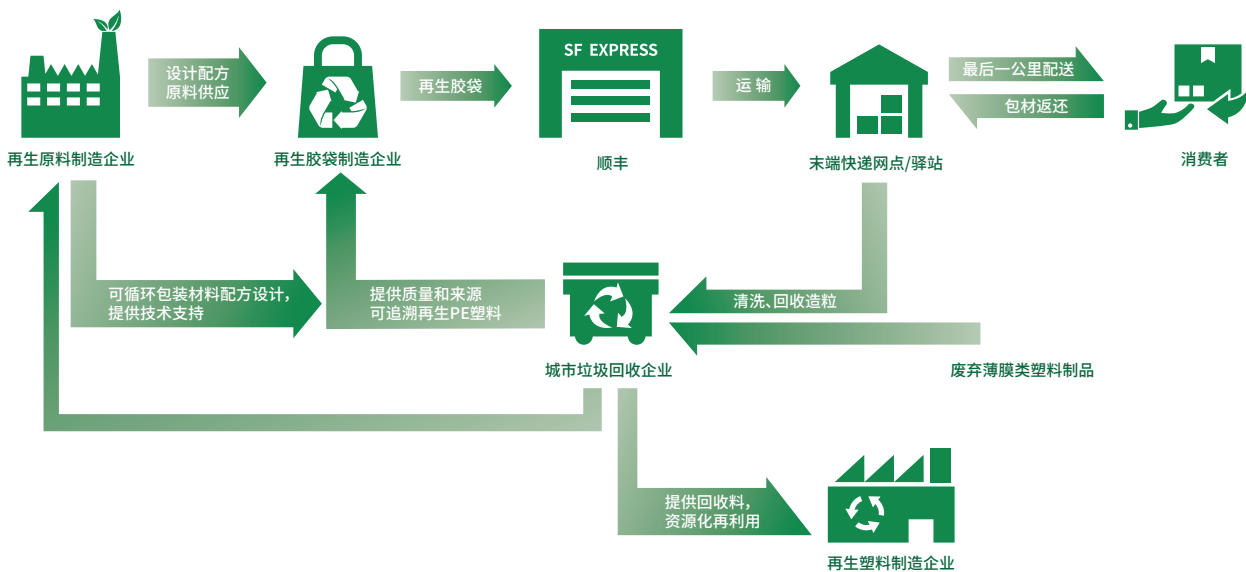 SF EXPRESS
设计配方
原料供应
再生胶袋
运 输
最后一公里配送
包材返还
再生原料制造企业
再生胶袋制造企业
顺丰
末端快递网点/驿站
消费者
可循环包装材料配方设计，
提供技术支持
提供质量和来源
可追溯再生PE塑料
清洗、回收造粒
城市垃圾回收企业
废弃薄膜类塑料制品
提供回收料，
资源化再利用
再生塑料制造企业